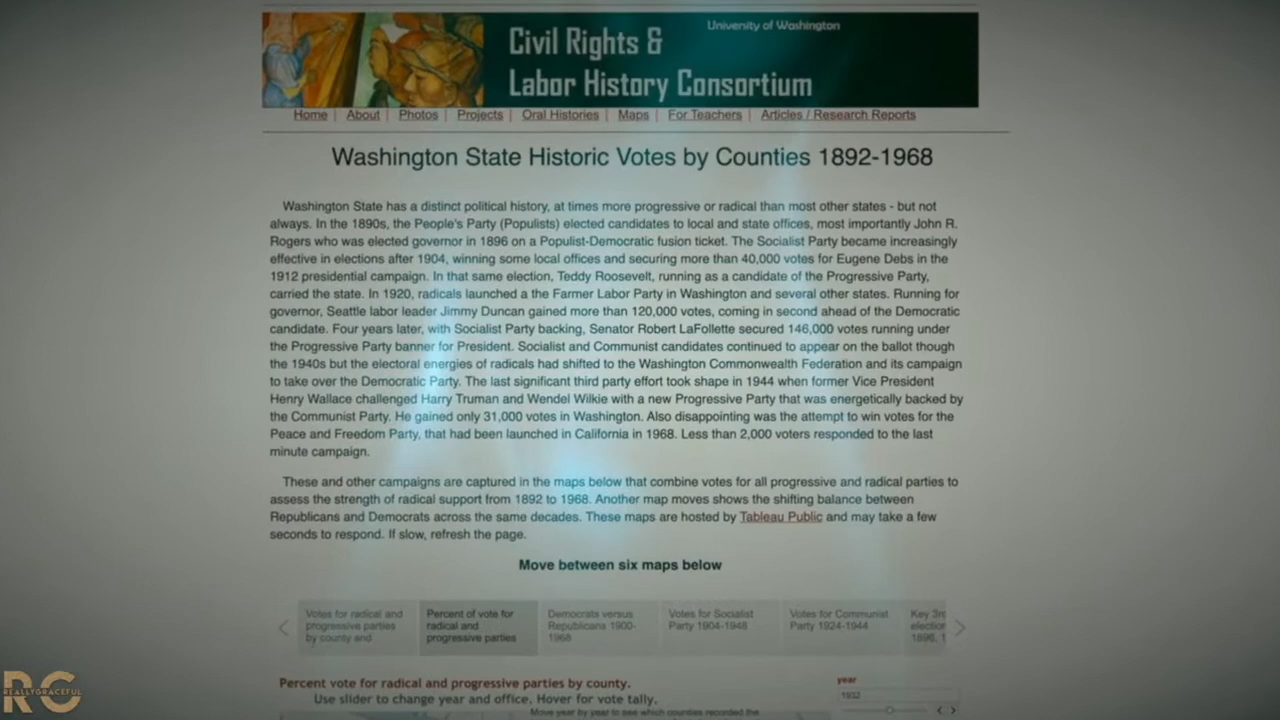 University of Washington
Civil Rights &
Labor History Consortium
Home | About | Photos | Projects | Oral Histories | Maps | For Teachers | Articles / Research Reports
Washington State Historic Votes by Counties 1892-1968
Washington State has a distinct political history, at times more progressive or radical than most other states - but not
always. In the 1890s, the People's Party (Populists) elected candidates to local and state offices, most importantly John R.
Rogers who was elected governor in 1896 on a Populist-Democratic fusion ticket. The Socialist Party became increasingly
effective in elections after 1904, winning some local offices and securing more than 40,000 votes for Eugene Debs in the
1912 presidential campaign. In that same election, Teddy Roosevelt, running as a candidate of the Progressive Party,
carried the state. In 1920, radicals launched a the Farmer Labor Party in Washington and several other states. Running for
governor, Seattle labor leader Jimmy Duncan gained more than 120,000 votes, coming in second ahead of the Democratic
candidate. Four years later, with Socialist Party backing, Senator Robert LaFollette secured 146,000 votes running under
the Progressive Party banner for President. Socialist and Communist candidates continued to appear on the ballot though
the 1940s but the electoral energies of radicals had shifted to the Washington Commonwealth Federation and its campaign
to take over the Democratic Party. The last significant third party effort took shape in 1944 when former Vice President
Henry Wallace challenged Harry Truman and Wendel Wilkie with a new Progressive Party that was energetically backed by
the Communist Party. He gained only 31,000 votes in Washington. Also disappointing was the attempt to win votes for the
Peace and Freedom Party, that had been launched in California in 1968. Less than 2,000 voters responded to the last
minute campaign.
These and other campaigns are captured in the maps below that combine votes for all progressive and radical parties to
assess the strength of radical support from 1892 to 1968. Another map moves shows the shifting balance between
Republicans and Democrats across the same decades. These maps are hosted by Tableau Public and may take a few
seconds to respond. If slow, refresh the page.
Move between six maps below
Votes for radical and
progressive parties
by county and
Percent of vote for
radical and
progressive parties
Democrats versus
Republicans 1900-
1968
Votes for Socialist
Party 1904-1948
Votes for Communist
Party 1924-1944
Key 3rd
election
1896, 1
Percent vote for radical and progressive parties by county.
Use slider to change year and office. Hover for vote tally.
Move year by year to see which counties recorded the
year
1932
RG
REALLYGRACEFUL